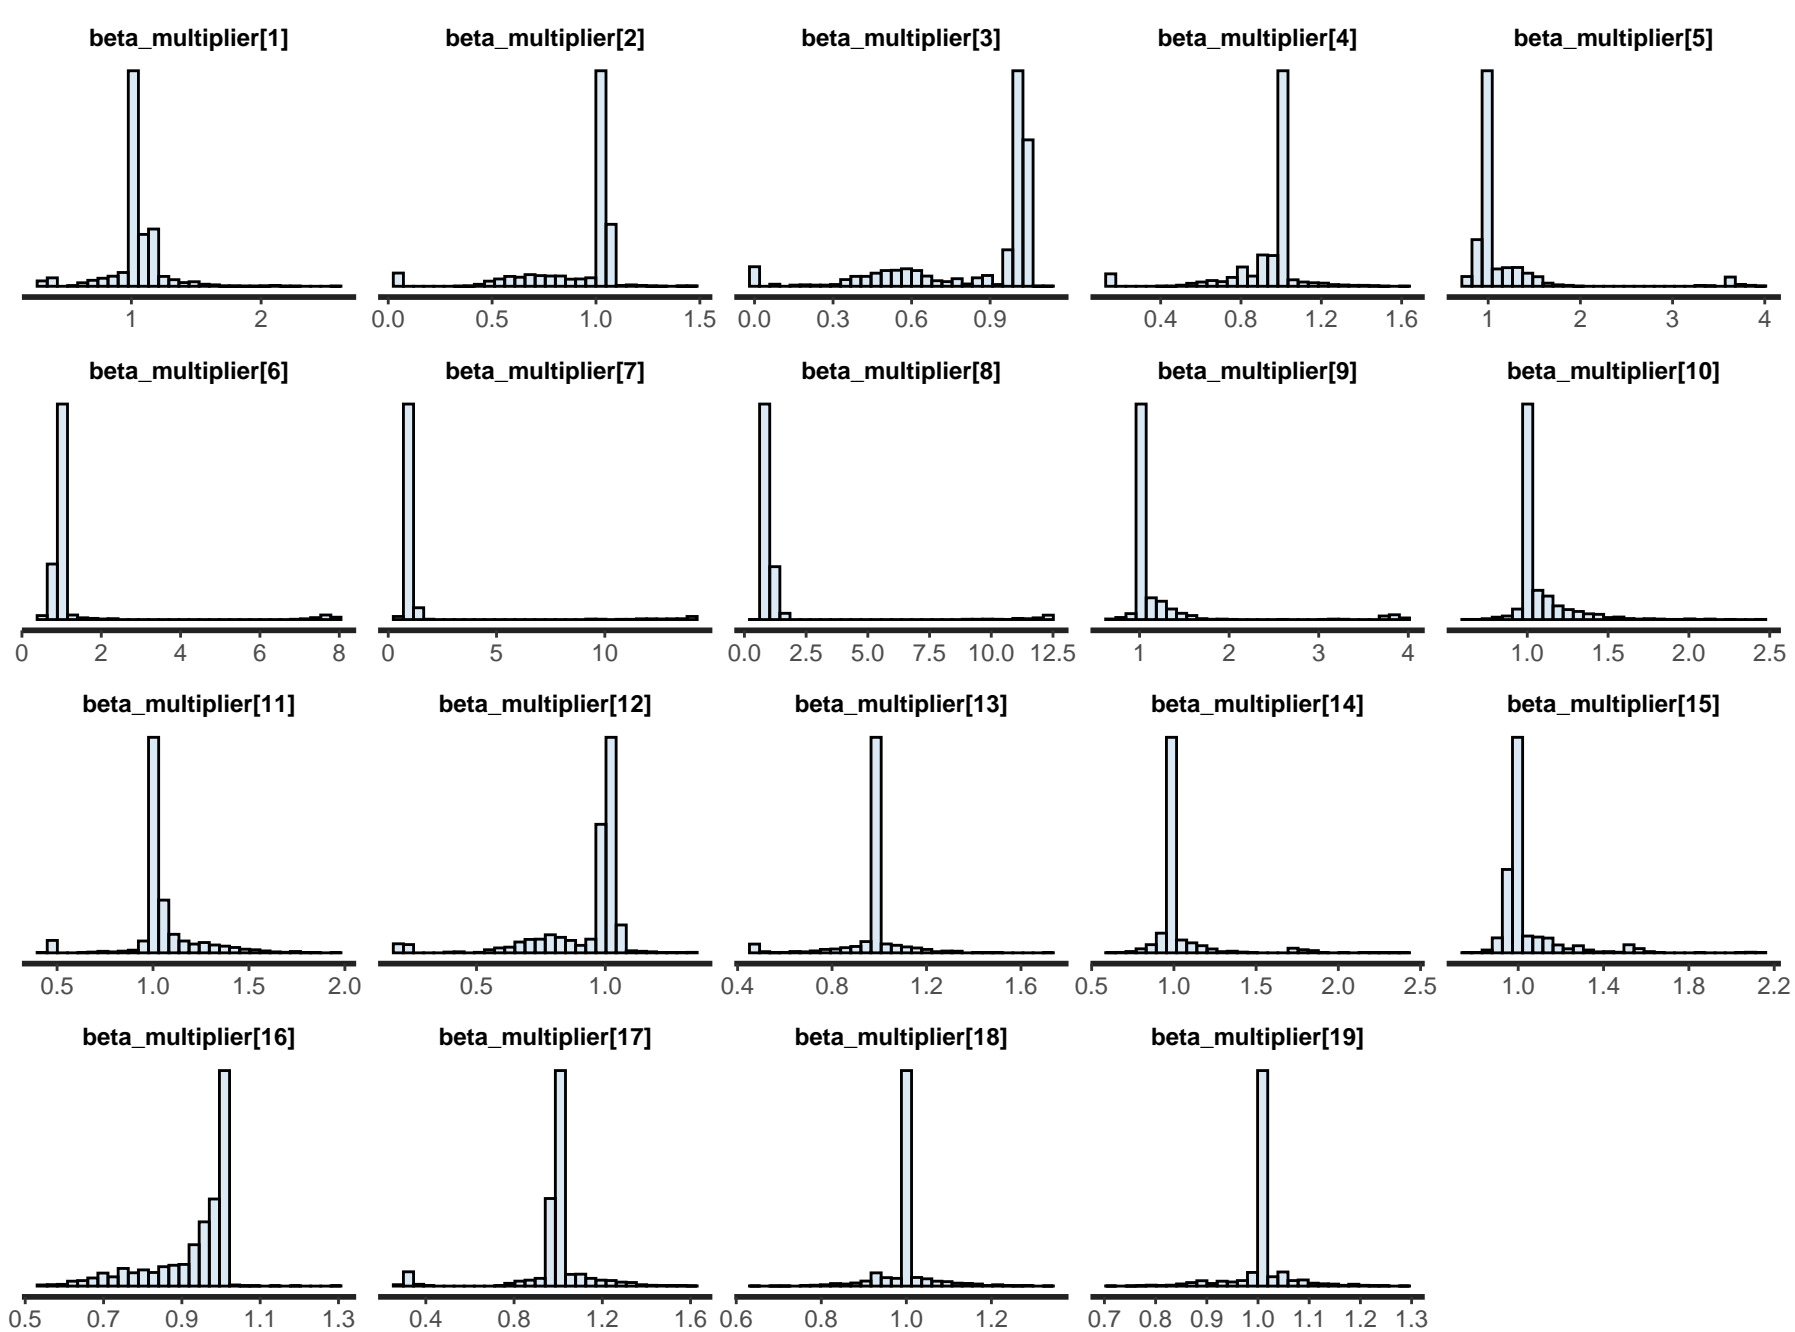 beta_multiplier[1] beta_multiplier[2] beta_multiplier[3] beta_multiplier[4] beta_multiplier[5]
1 2 0.0 0.5 1.0 1.5 0.0 0.3 0.6 0.9 0.4 0.8 1.2 1.6 1 2 3 4
beta_multiplier[6] beta_multiplier[7] beta_multiplier[8] beta_multiplier[9] beta_multiplier[10]
0 2 4 6 8 0 5 10 0.0 2.5 5.0 7.5 10.0 12.5 1 2 3 4 1.0 1.5 2.0 2.5
beta_multiplier[11] beta_multiplier[12] beta_multiplier[13] beta_multiplier[14] beta_multiplier[15]
0.5 1.0 1.5 2.0 0.5 1.0 0.4 0.8 1.2 1.6 0.5 1.0 1.5 2.0 2.5 1.0 1.4 1.8 2.2
beta_multiplier[16] beta_multiplier[17] beta_multiplier[18] beta_multiplier[19]
0.5 0.7 0.9 1.1 1.3 0.4 0.8 1.2 1.6 0.6 0.8 1.0 1.2 0.7 0.8 0.9 1.0 1.1 1.2 1.3